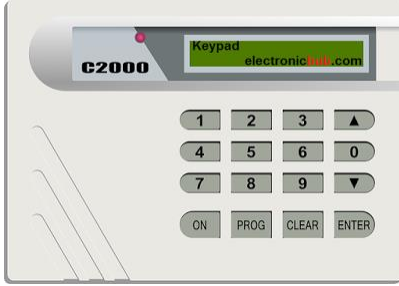 Keypad
electronichub.com
C2000
1 2 3 ▲
4 5 6 0
7 8 9 ▼
ON PROG CLEAR ENTER